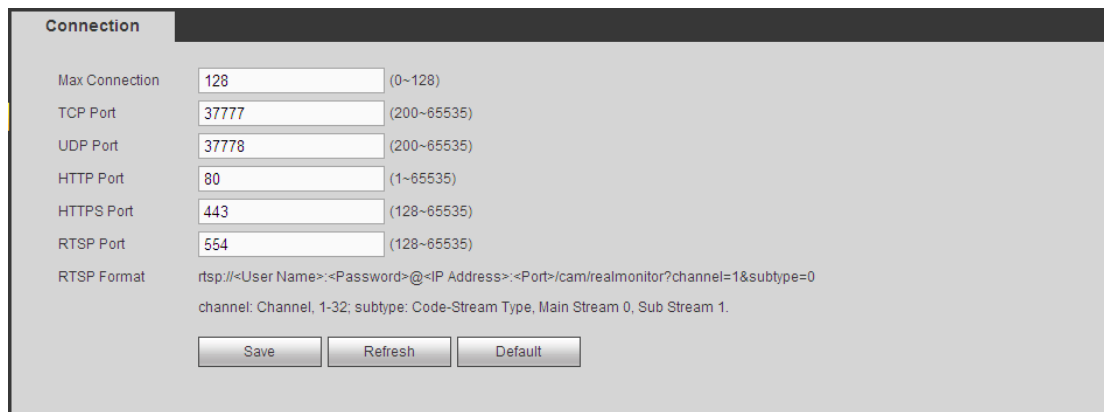 Connection
Max Connection 128 (0~128)
TCP Port 37777 (200~65535)
UDP Port 37778 (200~65535)
HTTP Port 80 (1~65535)
HTTPS Port 443 (128~65535)
RTSP Port 554 (128~65535)
RTSP Format rtsp://<User Name>:<Password>@<IP Address>:<Port>/cam/realmonitor?channel=1&subtype=0
channel: Channel, 1-32; subtype: Code-Stream Type, Main Stream 0, Sub Stream 1.
Save Refresh Default